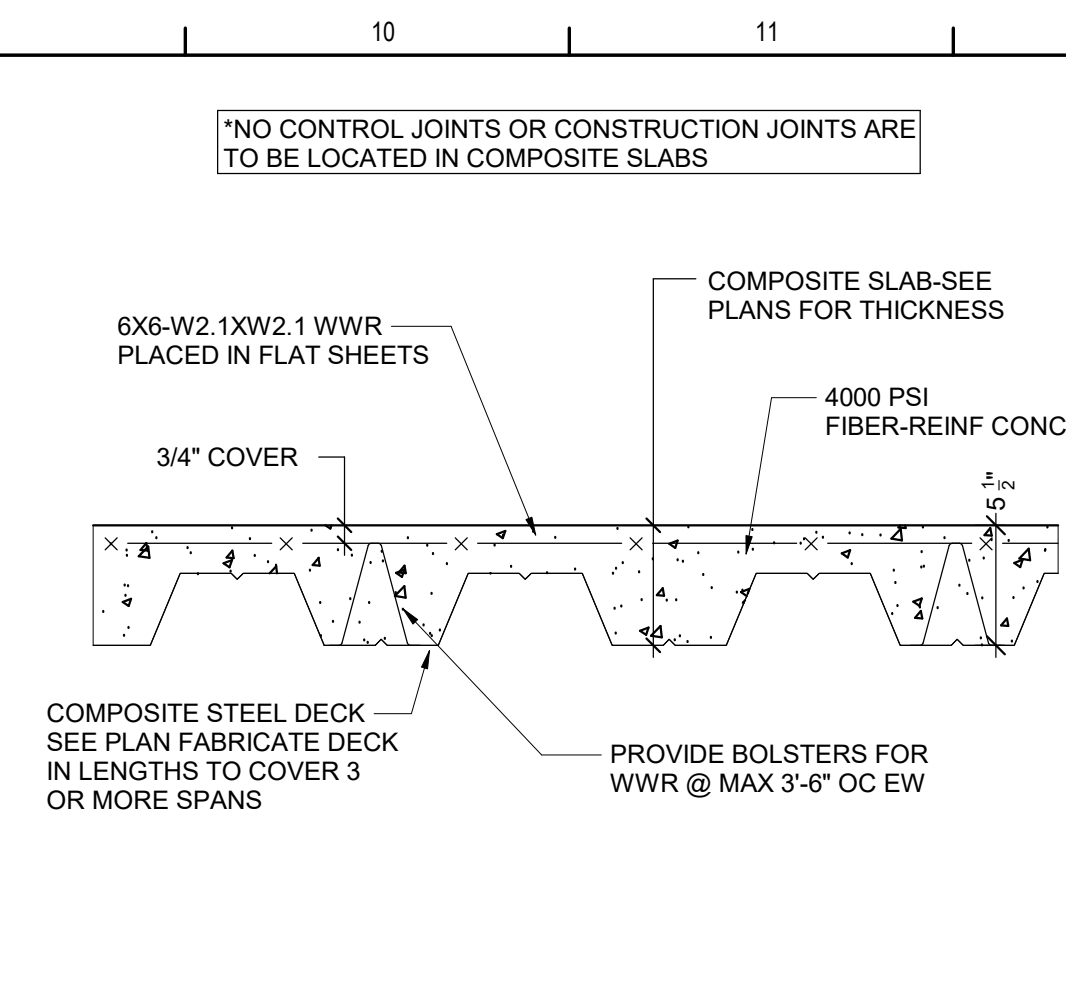 10
11
*NO CONTROL JOINTS OR CONSTRUCTION JOINTS ARE
TO BE LOCATED IN COMPOSITE SLABS
COMPOSITE SLAB-SEE
PLANS FOR THICKNESS
6X6-W2.1XW2.1 WWR
PLACED IN FLAT SHEETS
4000 PSI
FIBER-REINF CONC
3/4" COVER
5 1/2"
COMPOSITE STEEL DECK
SEE PLAN FABRICATE DECK
IN LENGTHS TO COVER 3
OR MORE SPANS
PROVIDE BOLSTERS FOR
WWR @ MAX 3'-6" OC EW